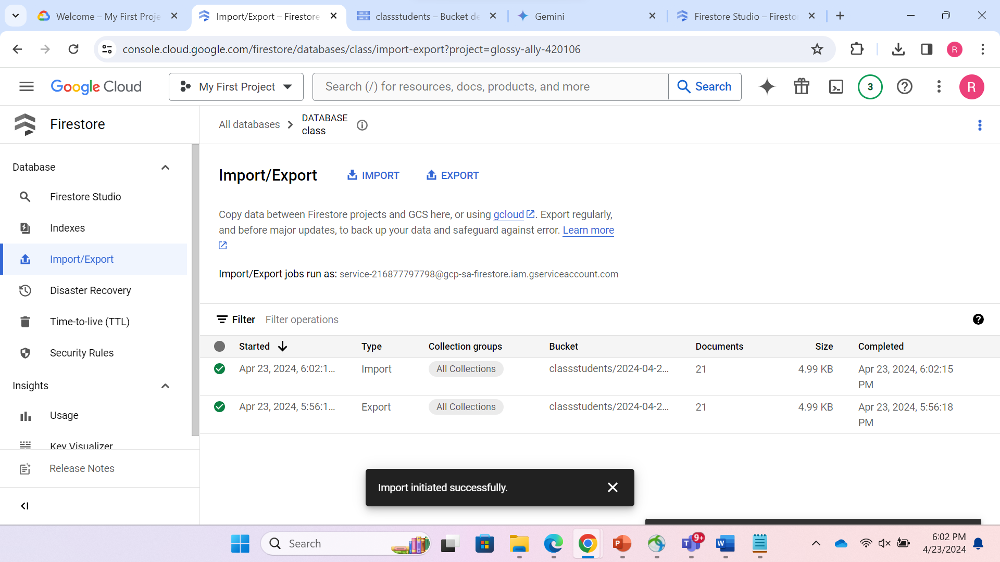 Welcome – My First Proje
Import/Export – Firestore
classstudents – Bucket de
Gemini
Firestore Studio – Firesto
console.cloud.google.com/firestore/databases/class/import-export?project=glossy-ally-420106
R
Google Cloud
My First Project
Search (/) for resources, docs, products, and more
Search
3
R
Firestore
All databases
DATABASE
class
Database
Firestore Studio
Indexes
Import/Export
Disaster Recovery
Time-to-live (TTL)
Security Rules
Insights
Usage
Key Visualizer
Release Notes
Import/Export
IMPORT
EXPORT
Copy data between Firestore projects and GCS here, or using gcloud . Export regularly,
and before major updates, to back up your data and safeguard against error. Learn more
Import/Export jobs run as: service-216877797798@gcp-sa-firestore.iam.gserviceaccount.com
Filter Filter operations
Started Type Collection groups Bucket Documents Size Completed
Apr 23, 2024, 6:02:1... Import All Collections classstudents/2024-04-2... 21 4.99 KB Apr 23, 2024, 6:02:15
PM
Apr 23, 2024, 5:56:1... Export All Collections classstudents/2024-04-2... 21 4.99 KB Apr 23, 2024, 5:56:18
PM
Import initiated successfully.
Search
P
T
9+
W
6:02 PM
4/23/2024